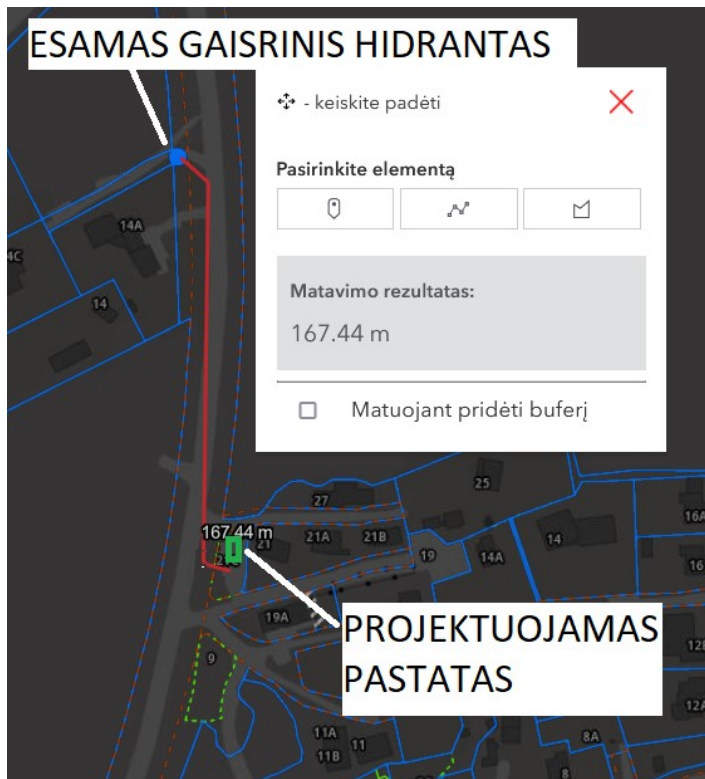 ESAMAS GAISRINIS HIDRANTAS
- keiskite padėti
Pasirinkite elementą
Matavimo rezultatas:
167.44 m
Matuojant pridėti buferį
14A
4C
14
25
27
16A
167.44 m
21
21A
21B
19
14A
14
16
19A
PROJEKTUOJAMAS
PASTATAS
9
12A
11A
11
11B
8A
8